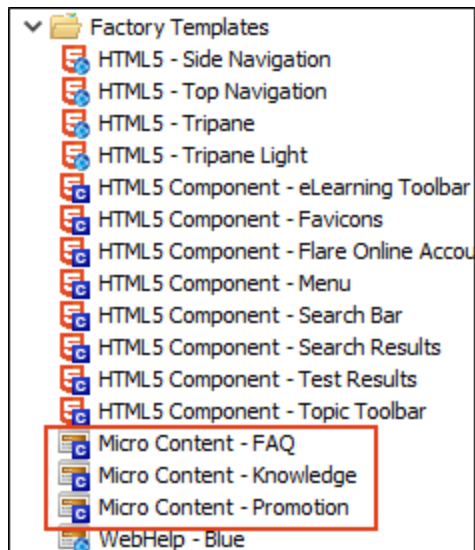 Factory Templates
HTML5 - Side Navigation
HTML5 - Top Navigation
HTML5 - Tripane
HTML5 - Tripane Light
HTML5 Component - eLearning Toolbar
HTML5 Component - Favicons
HTML5 Component - Flare Online Accou
HTML5 Component - Menu
HTML5 Component - Search Bar
HTML5 Component - Search Results
HTML5 Component - Test Results
HTML5 Component - Topic Toolbar
Micro Content - FAQ
Micro Content - Knowledge
Micro Content - Promotion
WebHelp - Blue